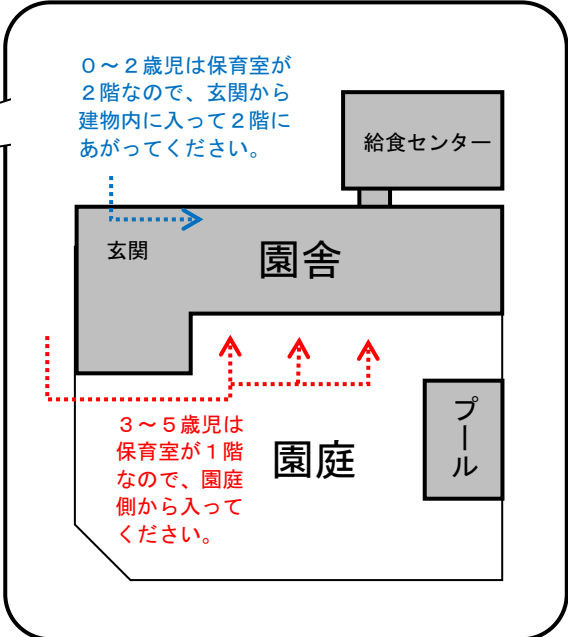 ０～２歳児は保育室が
２階なので、玄関から
建物内に入って２階に
あがってください。
給食センター
玄関
園舎
３～５歳児は
保育室が１階
なので、園庭
側から入って
ください。
園庭
プール